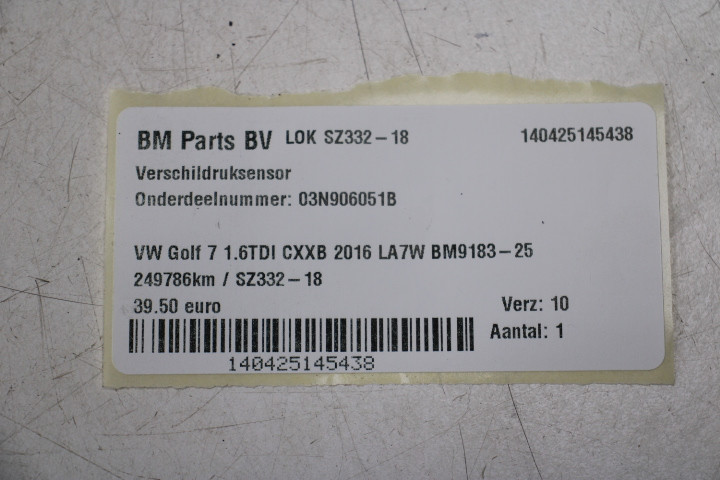 BM Parts BV LOK SZ332-18 140425145438
Verschildruksensor
Onderdeelnummer: 03N906051B
VW Golf 7 1.6TDI CXXB 2016 LA7W BM9183-25
249786km / SZ332-18
39.50 euro Verz: 10
Aantal: 1
140425145438